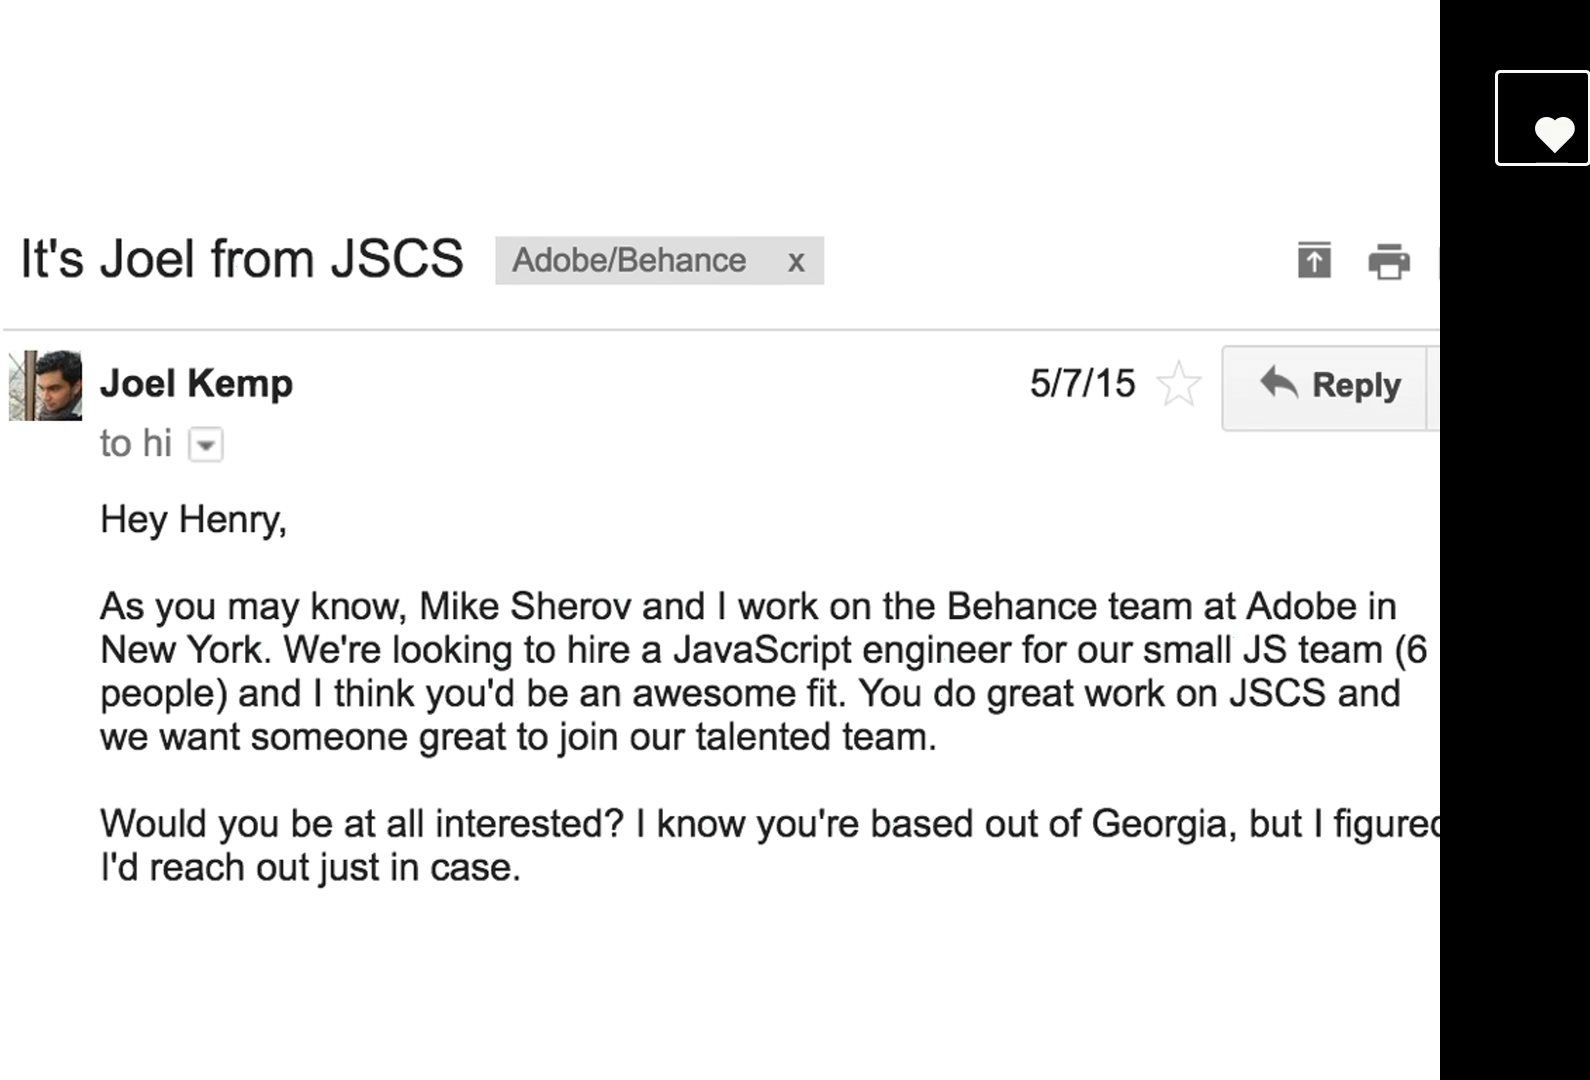 It's Joel from JSCS Adobe/Behance x
Joel Kemp 5/7/15 Reply
to hi
Hey Henry,
As you may know, Mike Sherov and I work on the Behance team at Adobe in
New York. We're looking to hire a JavaScript engineer for our small JS team (6
people) and I think you'd be an awesome fit. You do great work on JSCS and
we want someone great to join our talented team.
Would you be at all interested? I know you're based out of Georgia, but I figured
I'd reach out just in case.